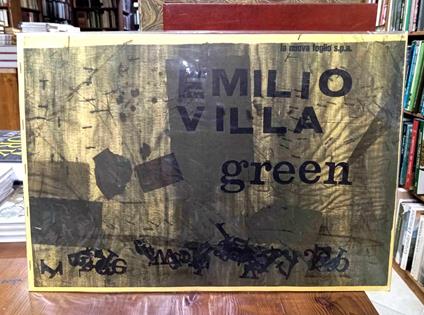 la nuova foglio s.p.a.
EMILIO
VILLA
green